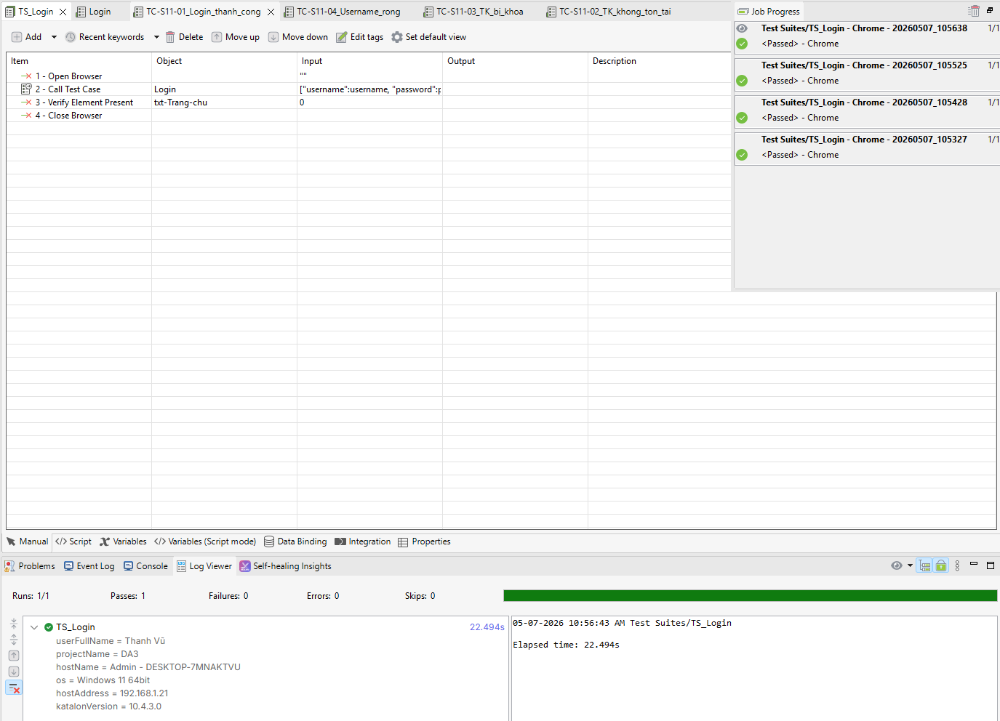 TS_Login Login TC-S11-01_Login_thanh_cong TC-S11-04_Username_rong TC-S11-03_TK_bi_khoa TC-S11-02_TK_khong_ton_tai
Add Recent keywords Delete Move up Move down Edit tags Set default view
Item Object Input Output Description
1 - Open Browser ""
2 - Call Test Case Login ["username":username, "password":p
3 - Verify Element Present txt-Trang-chu 0
4 - Close Browser
Job Progress
Test Suites/TS_Login - Chrome - 20260507_105638 1/1
<Passed> - Chrome
Test Suites/TS_Login - Chrome - 20260507_105525 1/1
<Passed> - Chrome
Test Suites/TS_Login - Chrome - 20260507_105428 1/1
<Passed> - Chrome
Test Suites/TS_Login - Chrome - 20260507_105327 1/1
<Passed> - Chrome
Manual </> Script Variables </> Variables (Script mode) Data Binding Integration Properties
Problems Event Log Console Log Viewer Self-healing Insights
Runs: 1/1 Passes: 1 Failures: 0 Errors: 0 Skips: 0
TS_Login 22.494s
userFullName = Thanh Vũ
projectName = DA3
hostName = Admin - DESKTOP-7MNAKTVU
os = Windows 11 64bit
hostAddress = 192.168.1.21
katalonVersion = 10.4.3.0
05-07-2026 10:56:43 AM Test Suites/TS_Login
Elapsed time: 22.494s